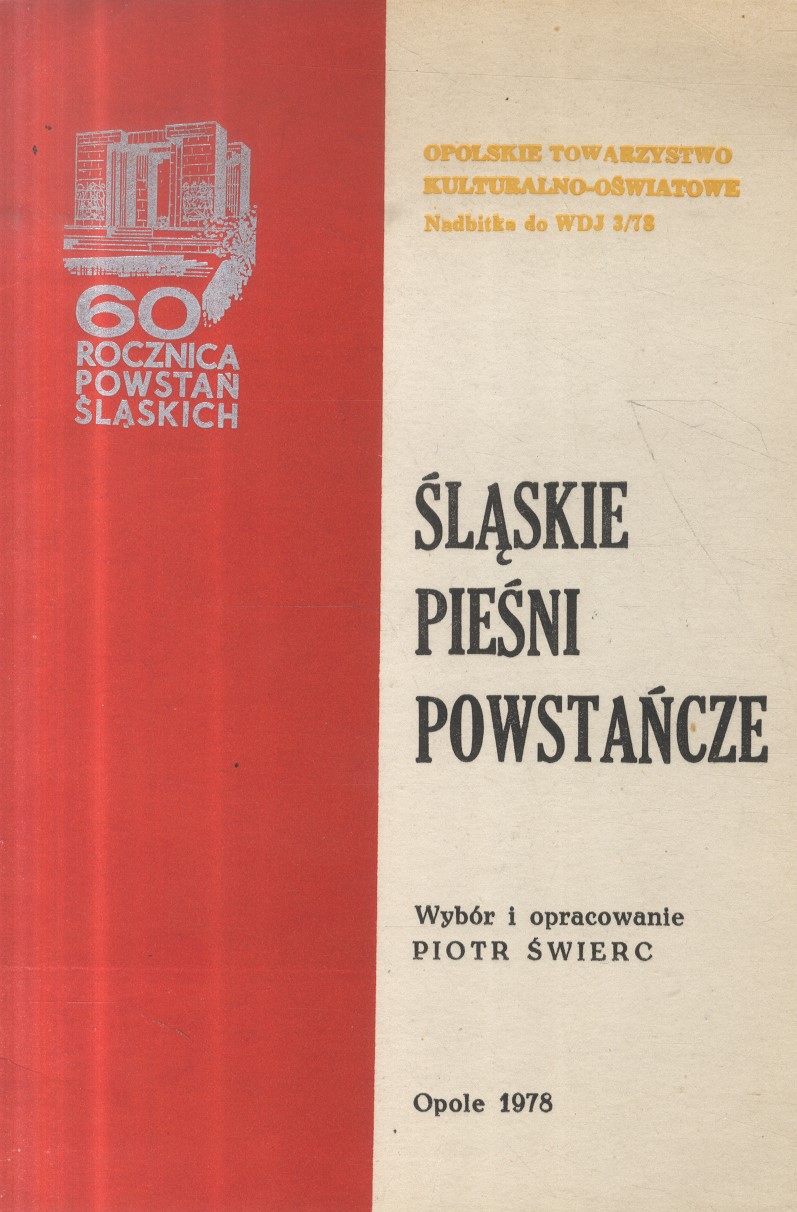 60
ROCZNICA
POWSTAŃ
ŚLĄSKICH
OPOLSKIE TOWARZYSTWO
KULTURALNO-OŚWIATOWE
Nadbitka do WDJ 3/78
ŚLĄSKIE
PIEŚNI
POWSTAŃCZE
Wybór i opracowanie
PIOTR ŚWIERC
Opole 1978